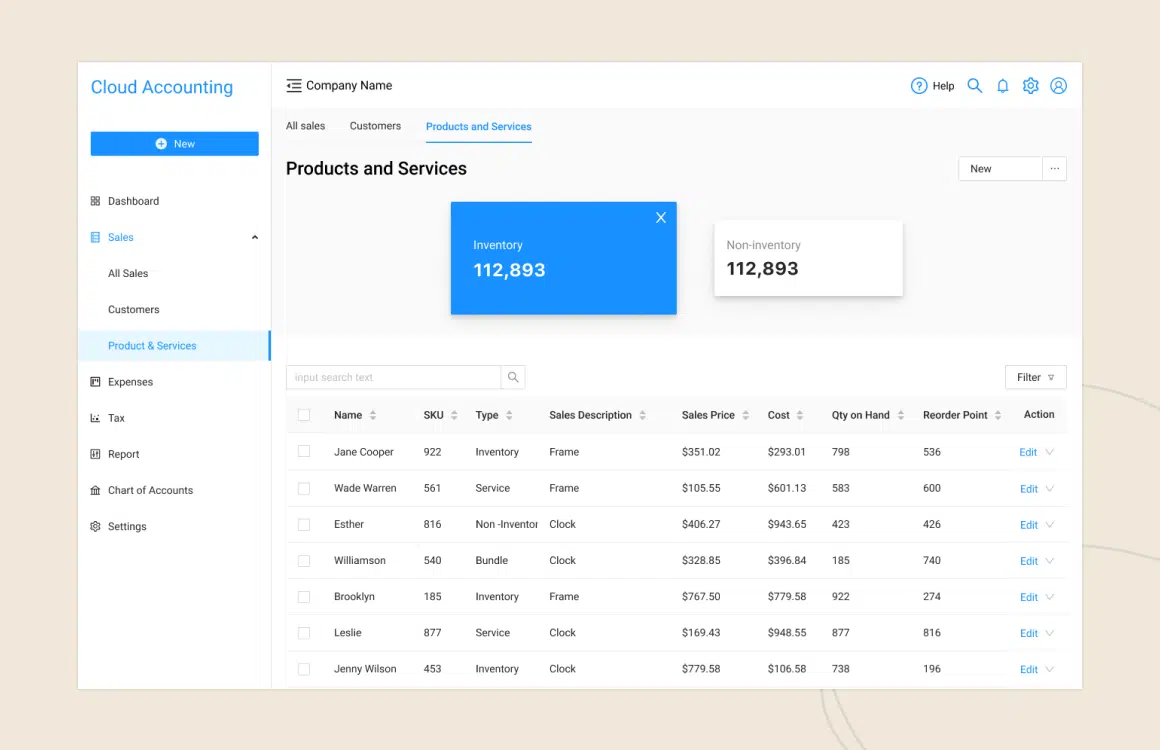 Cloud Accounting
New
Dashboard
Sales
All Sales
Customers
Product & Services
Expenses
Tax
Report
Chart of Accounts
Settings
Company Name
? Help
All sales Customers Products and Services
Products and Services
New ...
Inventory
112,893
Non-inventory
112,893
input search text
Filter
Name SKU Type Sales Description Sales Price Cost Qty on Hand Reorder Point Action
Jane Cooper 922 Inventory Frame $351.02 $293.01 798 536 Edit
Wade Warren 561 Service Frame $105.55 $601.13 583 600 Edit
Esther 816 Non -Inventor Clock $406.27 $943.65 423 426 Edit
Williamson 540 Bundle Clock $328.85 $396.84 185 740 Edit
Brooklyn 185 Inventory Frame $767.50 $779.58 922 274 Edit
Leslie 877 Service Clock $169.43 $948.55 877 816 Edit
Jenny Wilson 453 Inventory Clock $779.58 $106.58 738 196 Edit